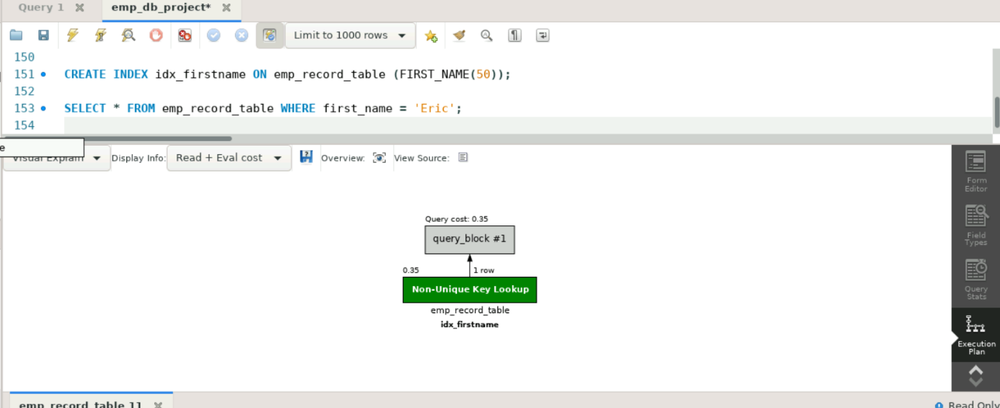 Query 1
emp_db_project*
Limit to 1000 rows
150
151 CREATE INDEX idx_firstname ON emp_record_table (FIRST_NAME(50));
152
153 SELECT * FROM emp_record_table WHERE first_name = 'Eric';
154
e
Visual Explain Display Info: Read + Eval cost Overview: View Source:
Form
Editor
Field
Types
Query
Stats
Execution
Plan
Query cost: 0.35
query_block #1
0.35 1 row
Non-Unique Key Lookup
emp_record_table
idx_firstname
emp_record_table 11 Read Only